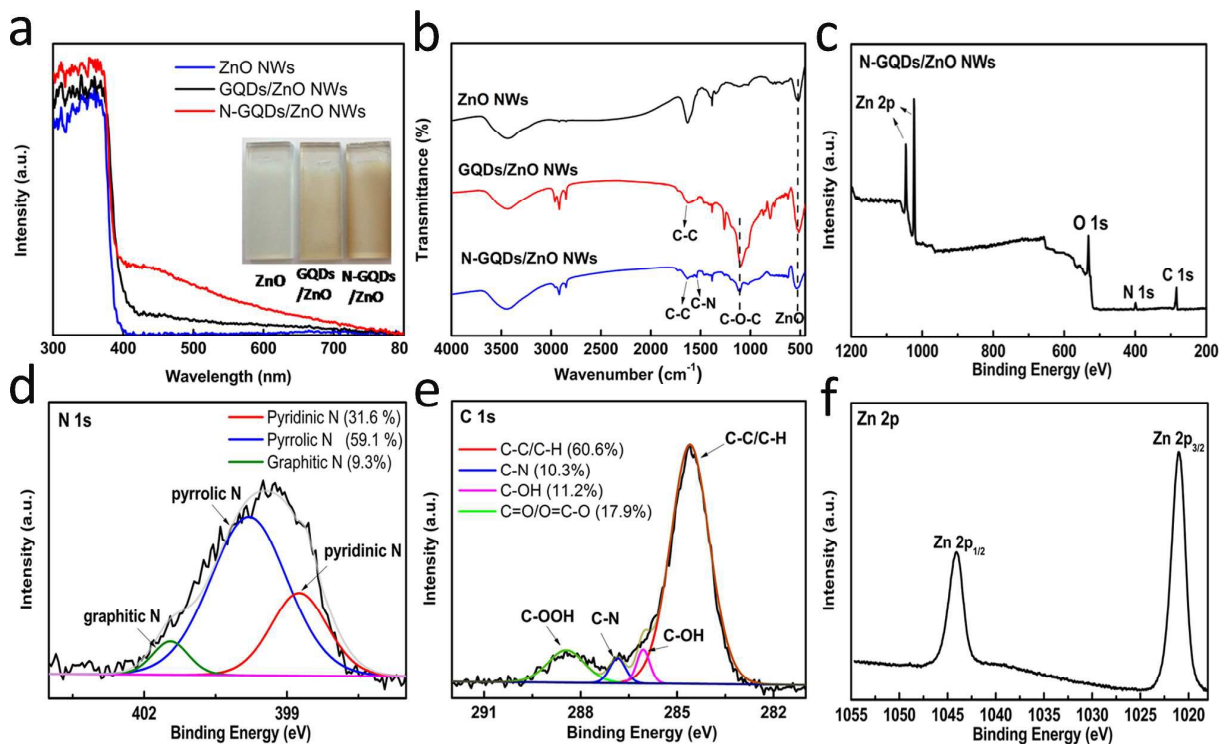 a
ZnO NWs
GQDs/ZnO NWs
N-GQDs/ZnO NWs
ZnO
GQDs
/ZnO
N-GQDs
/ZnO
Intensity (a.u.)
300 400 500 600 700 80
Wavelength (nm)
b
ZnO NWs
GQDs/ZnO NWs
C-C
N-GQDs/ZnO NWs
C-C
C-N
C-O-C
ZnO
Transmittance (%)
4000 3500 3000 2500 2000 1500 1000 500
Wavenumber (cm⁻¹)
c
N-GQDs/ZnO NWs
Zn 2p
O 1s
N 1s
C 1s
Intensity (a.u.)
1200 1000 800 600 400 200
Binding Energy (eV)
d
N 1s
Pyridinic N (31.6 %)
Pyrrolic N (59.1 %)
Graphitic N (9.3%)
pyrrolic N
pyridinic N
graphitic N
Intensity (a.u.)
402 399
Binding Energy (eV)
e
C 1s
C-C/C-H (60.6%)
C-N (10.3%)
C-OH (11.2%)
C=O/O=C-O (17.9%)
C-C/C-H
C-OOH
C-N
C-OH
Intensity (a.u.)
291 288 285 282
Binding Energy (eV)
f
Zn 2p
Zn 2p₃/₂
Zn 2p₁/₂
Intensity (a.u.)
1055 1050 1045 1040 1035 1030 1025 1020
Binding Energy (eV)